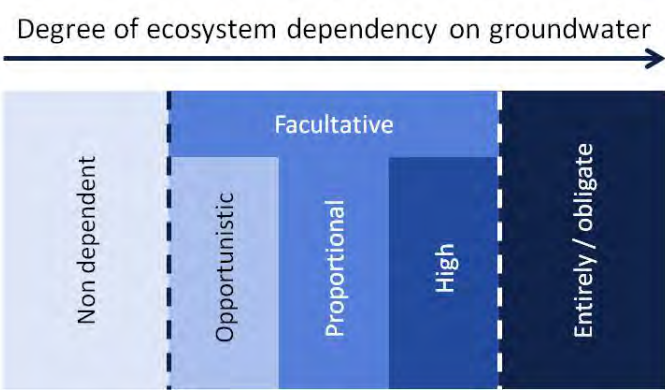 Degree of ecosystem dependency on groundwater
Facultative
Non dependent
Opportunistic
Proportional
High
Entirely / obligate